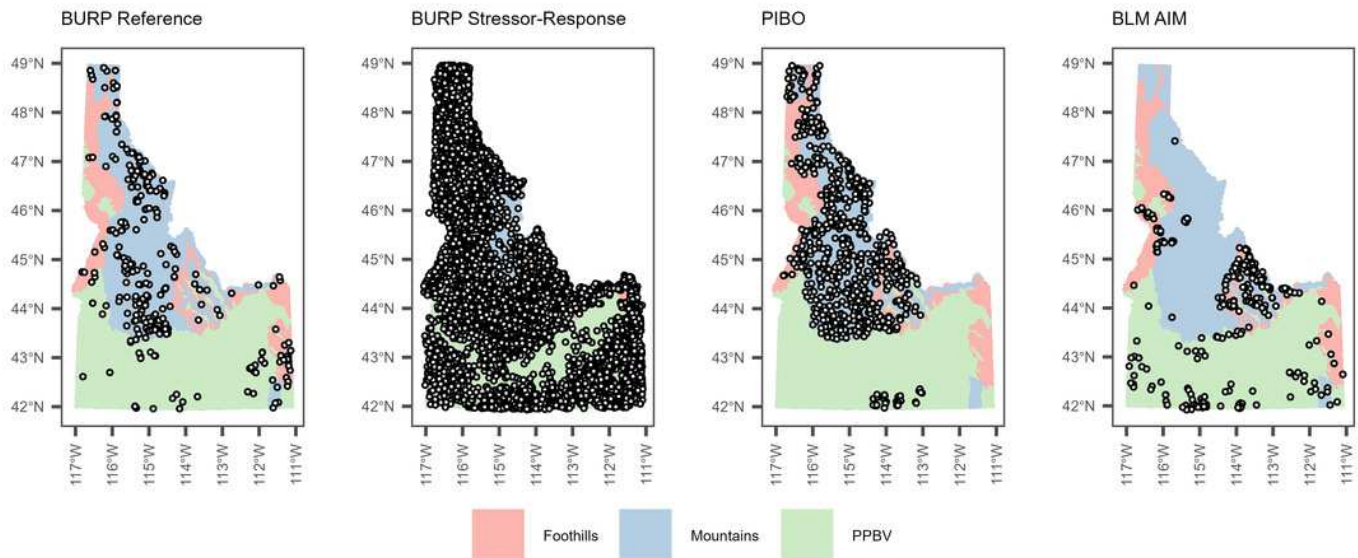 BURP Reference
BURP Stressor-Response
PIBO
BLM AIM
49°N
48°N
47°N
46°N
45°N
44°N
43°N
42°N
117°W
116°W
115°W
114°W
113°W
112°W
111°W
49°N
48°N
47°N
46°N
45°N
44°N
43°N
42°N
117°W
116°W
115°W
114°W
113°W
112°W
111°W
49°N
48°N
47°N
46°N
45°N
44°N
43°N
42°N
117°W
116°W
115°W
114°W
113°W
112°W
111°W
49°N
48°N
47°N
46°N
45°N
44°N
43°N
42°N
117°W
116°W
115°W
114°W
113°W
112°W
111°W
Foothills
Mountains
PPBV